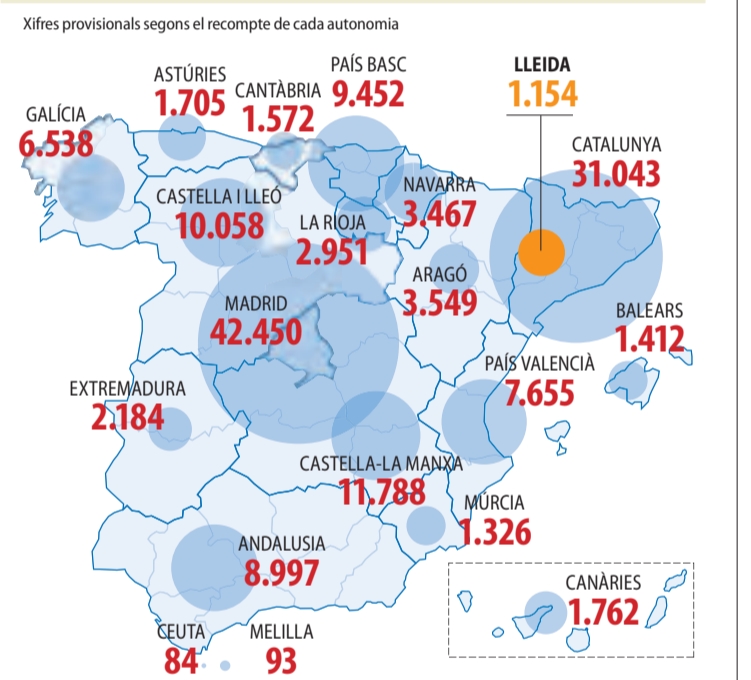 Xifres provisionals segons el recompte de cada autonomia
PAÍS BASC
9.452
LLEIDA
1.154
ASTÚRIES
1.705
CANTÀBRIA
1.572
GALÍCIA
6.538
CATALUNYA
31.043
CASTELLA I LLEÓ
10.058
NAVARRA
3.467
LA RIOJA
2.951
ARAGÓ
3.549
MADRID
42.450
BALEARS
1.412
PAÍS VALENCIÀ
7.655
EXTREMADURA
2.184
CASTELLA-LA MANXA
11.788
MÚRCIA
1.326
ANDALUSIA
8.997
CANÀRIES
1.762
CEUTA
84
MELILLA
93